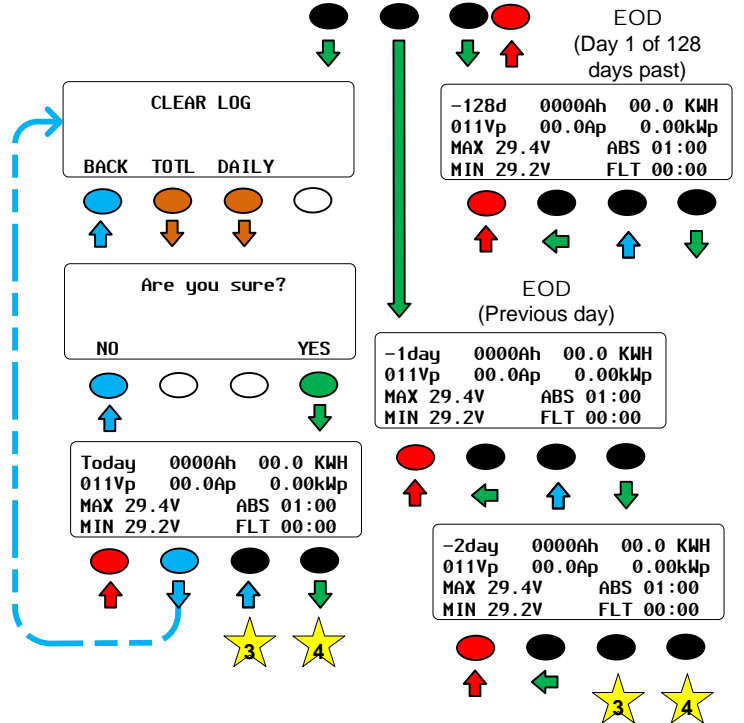 EOD
(Day 1 of 128
days past)
CLEAR LOG
BACK TOTL DAILY
-128d 0000Ah 00.0 KWH
011Vp 00.0Ap 0.00kWp
MAX 29.4V ABS 01:00
MIN 29.2V FLT 00:00
Are you sure?
NO YES
EOD
(Previous day)
-1day 0000Ah 00.0 KWH
011Vp 00.0Ap 0.00kWp
MAX 29.4V ABS 01:00
MIN 29.2V FLT 00:00
Today 0000Ah 00.0 KWH
011Vp 00.0Ap 0.00kWp
MAX 29.4V ABS 01:00
MIN 29.2V FLT 00:00
3 4
-2day 0000Ah 00.0 KWH
011Vp 00.0Ap 0.00kWp
MAX 29.4V ABS 01:00
MIN 29.2V FLT 00:00
3 4